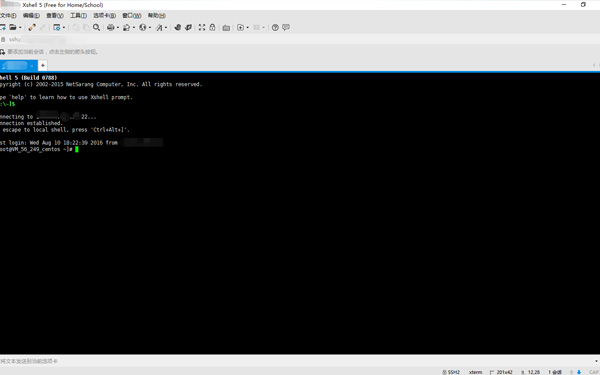 Xshell 5 (Free for Home/School)
文件(F) 编辑(E) 查看(V) 工具(T) 选项卡(B) 窗口(W) 帮助(H)
要添加当前会话，点击左侧的箭头按钮。
hell 5 (Build 0788)
pyright (c) 2002-2015 NetSarang Computer, Inc. All rights reserved.
pe `help' to learn how to use Xshell prompt.
:\~]$
nnecting to 22...
nnection established.
escape to local shell, press 'Ctrl+Alt+]'.
st login: Wed Aug 10 18:22:39 2016 from
oot@VM_56_249_centos ~]#
将文本发送到当前选项卡
SSH2 xterm 201x42 12,28 1 会话 CAP